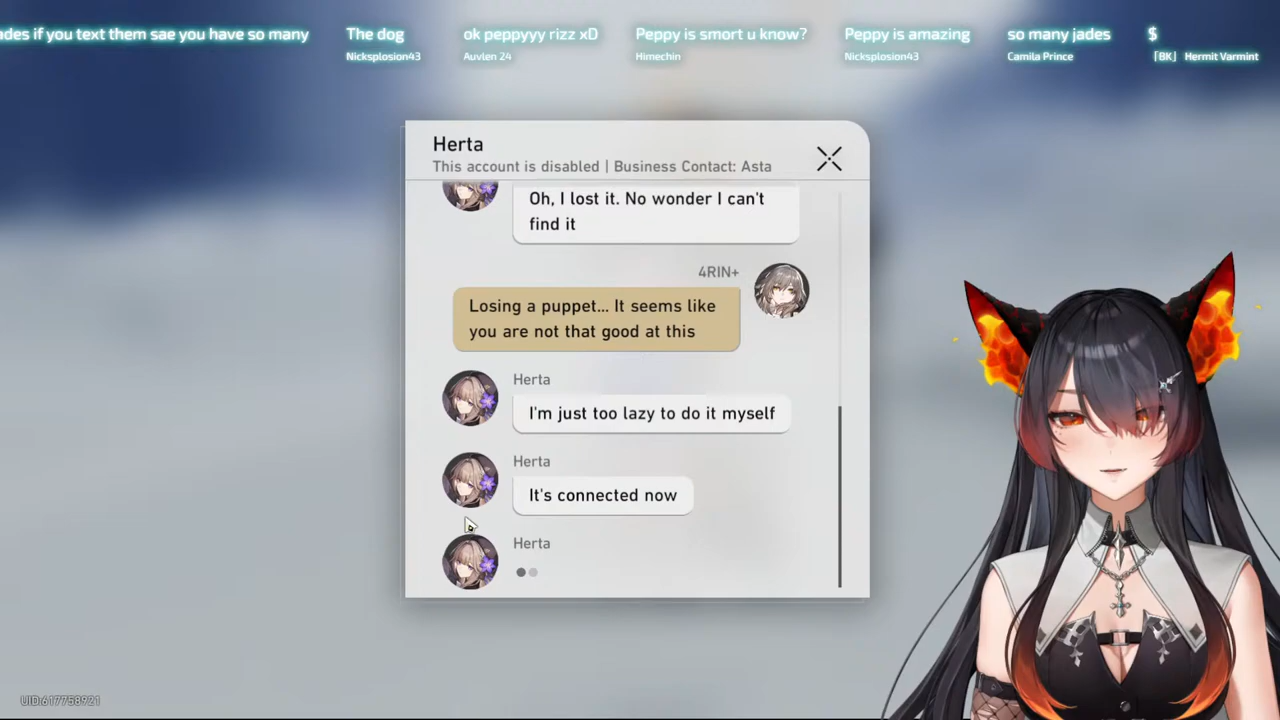 ades if you text them sae you have so many
The dog
Nicksplosion43
ok pepyyy rizz xD
Auvlen 24
Peppy is smort u know?
Himechin
Peppy is amazing
Nicksplosion43
so many jades
Camila Prince
$
[BK] Hermit Varmint
Herta
This account is disabled | Business Contact: Asta
Oh, I lost it. No wonder I can't
find it
4RIN+
Losing a puppet... It seems like
you are not that good at this
Herta
I'm just too lazy to do it myself
Herta
It's connected now
Herta
UID:617758921